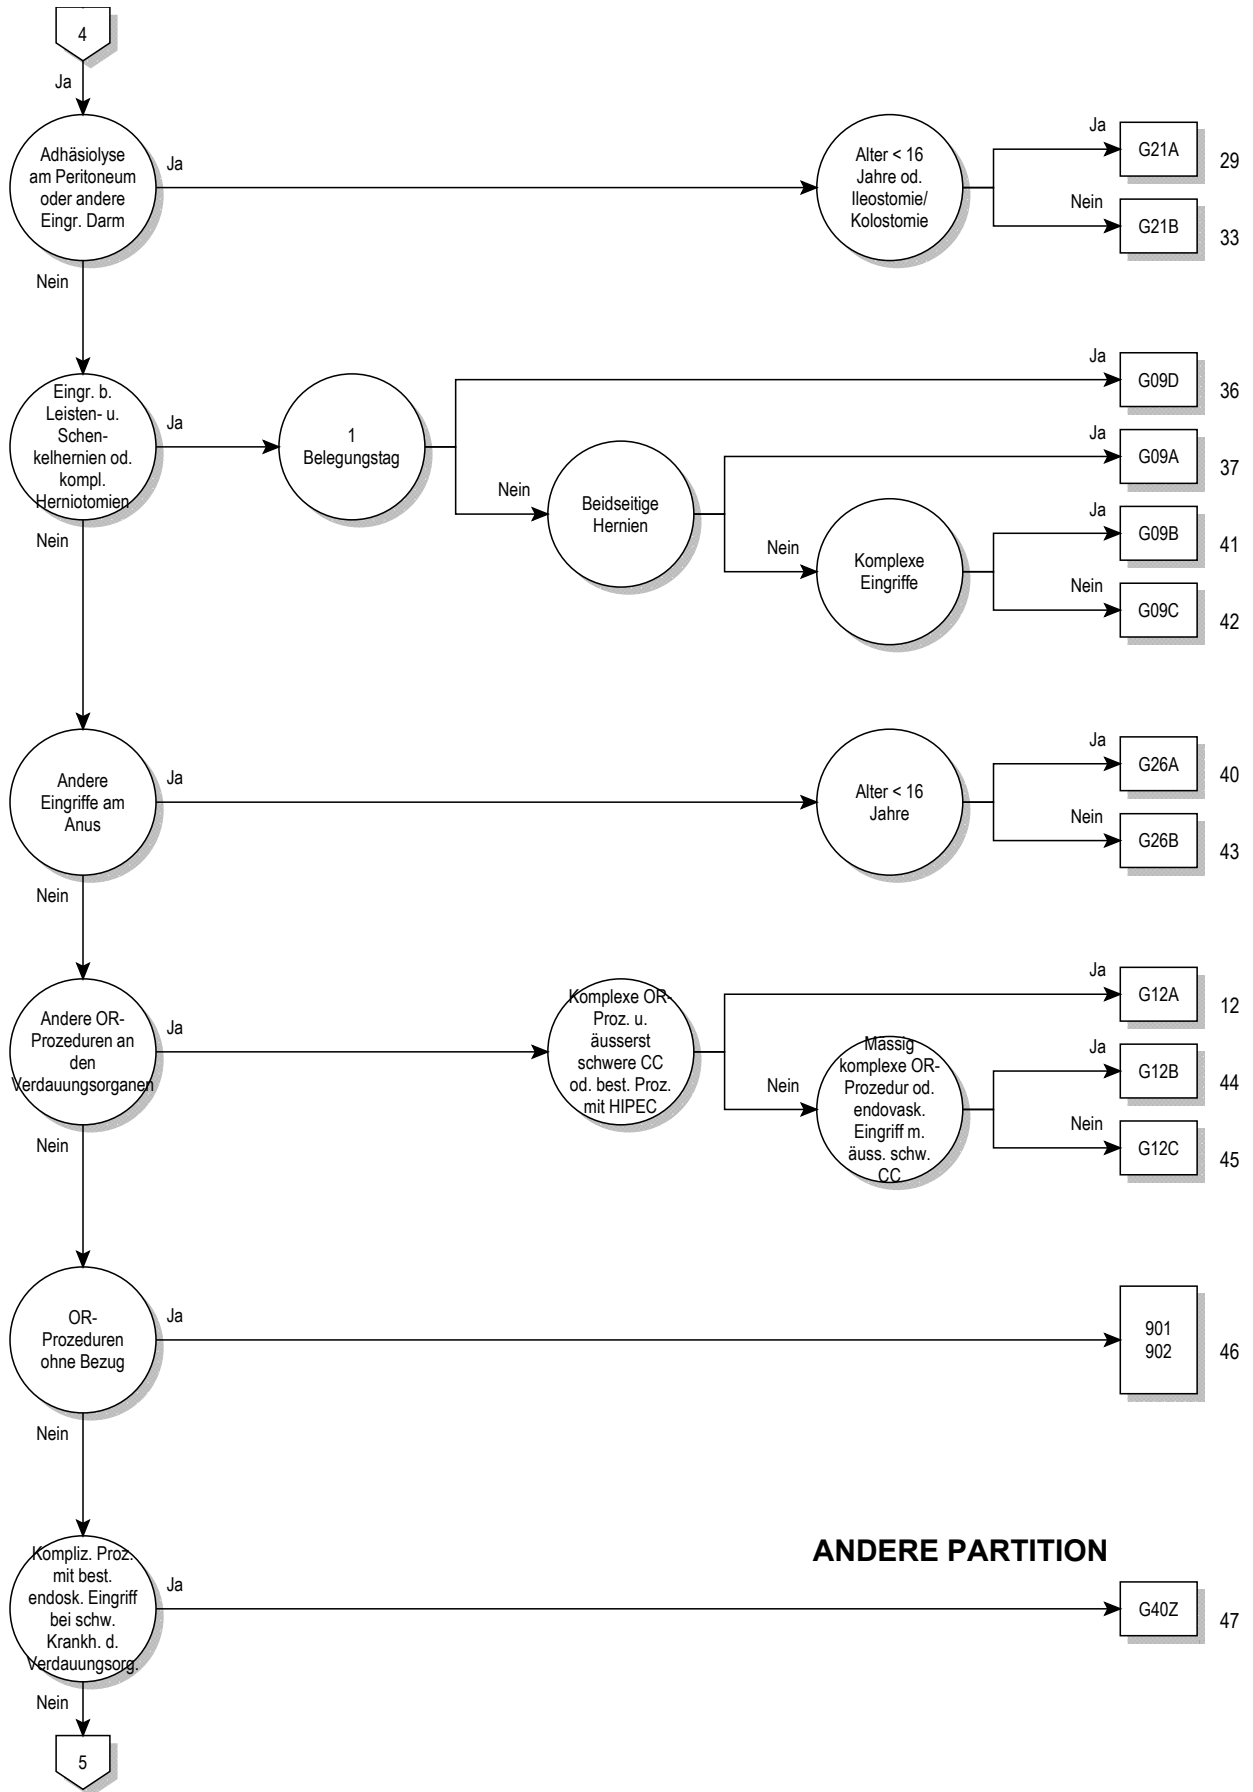 4
Ja
Adhäsiolyse
am Peritoneum
oder andere
Eingr. Darm
Ja
Alter < 16
Jahre od.
Ileostomie/
Kolostomie
Ja
G21A
29
Nein
G21B
33
Nein
Eingr. b.
Leisten- u.
Schen-
kelhernien od.
kompl.
Herniotomien
Ja
1
Belegungstag
Ja
G09D
36
Nein
Beidseitige
Hernien
Ja
G09A
37
Nein
Komplexe
Eingriffe
Ja
G09B
41
Nein
G09C
42
Nein
Andere
Eingriffe am
Anus
Ja
Alter < 16
Jahre
Ja
G26A
40
Nein
G26B
43
Nein
Andere OR-
Prozeduren an
den
Verdauungsorganen
Ja
Komplexe OR-
Proz. u.
äusserst
schwere CC
od. best. Proz.
mit HIPEC
Ja
G12A
12
Nein
Mässig
komplexe OR-
Prozedur od.
endovask.
Eingriff m.
äuss. schw.
CC
Ja
G12B
44
Nein
G12C
45
Nein
OR-
Prozeduren
ohne Bezug
Ja
901
902
46
Nein
ANDERE PARTITION
Kompliz. Proz.
mit best.
endosk. Eingriff
bei schw.
Krankh. d.
Verdauungsorg.
Ja
G40Z
47
Nein
5